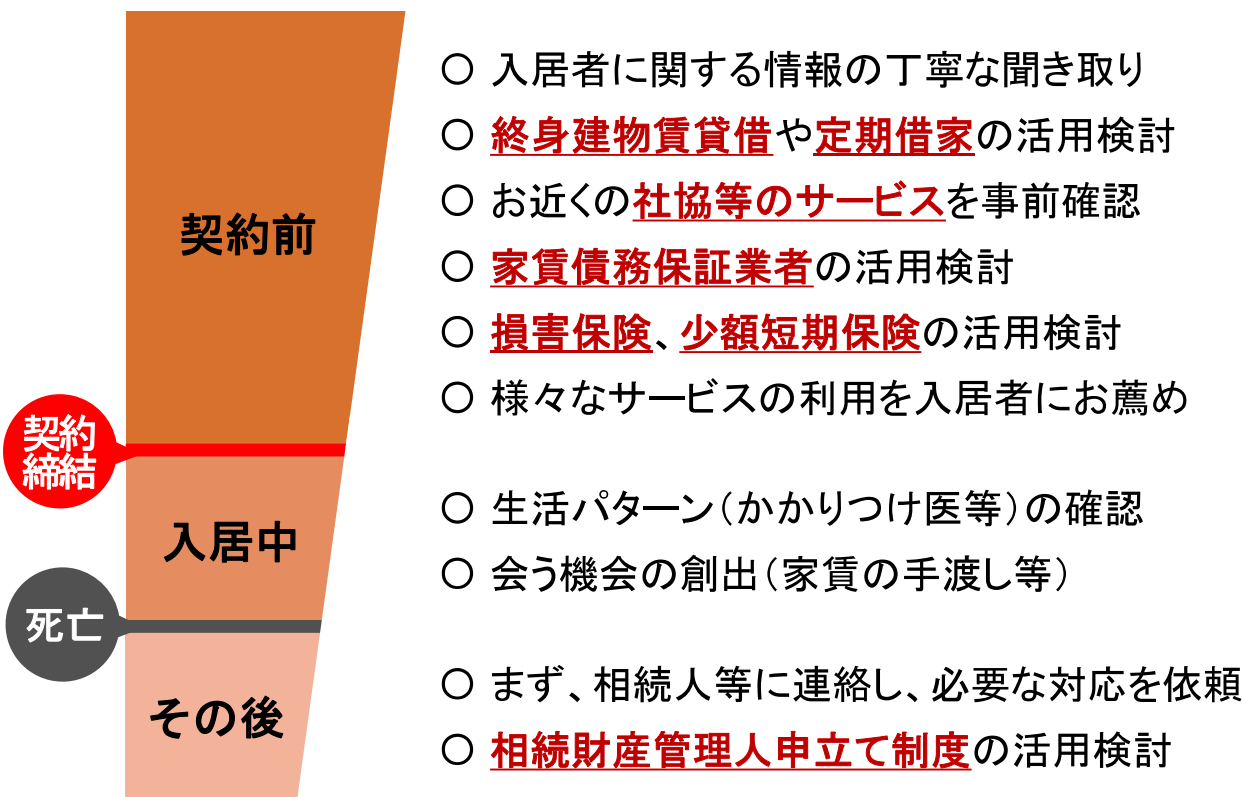 契約前
○ 入居者に関する情報の丁寧な聞き取り
○ 終身建物賃貸借や定期借家の活用検討
○ お近くの社協等のサービスを事前確認
○ 家賃債務保証業者の活用検討
○ 損害保険、少額短期保険の活用検討
○ 様々なサービスの利用を入居者にお薦め
契約
締結
入居中
○ 生活パターン（かかりつけ医等）の確認
○ 会う機会の創出（家賃の手渡し等）
死亡
その後
○ まず、相続人等に連絡し、必要な対応を依頼
○ 相続財産管理人申立て制度の活用検討